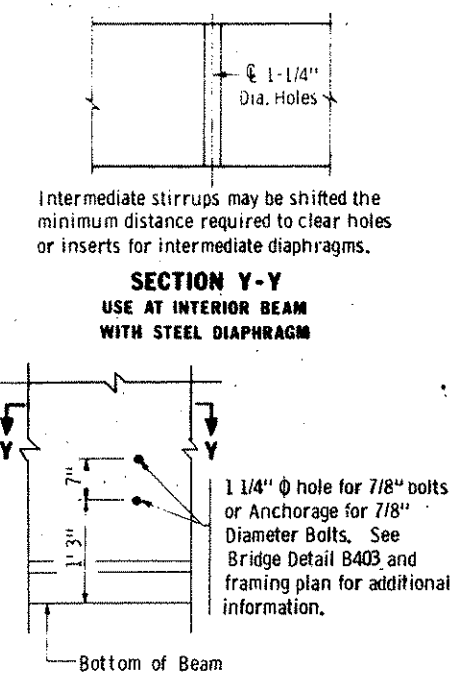 ℄ 1-1/4"
Dia. Holes
Intermediate stirrups may be shifted the
minimum distance required to clear holes
or inserts for intermediate diaphragms.
SECTION Y-Y
USE AT INTERIOR BEAM
WITH STEEL DIAPHRAGM
Y Y
7"
1' 3"
1 1/4" ϕ hole for 7/8" bolts
or Anchorage for 7/8"
Diameter Bolts. See
Bridge Detail B403 and
framing plan for additional
information.
Bottom of Beam